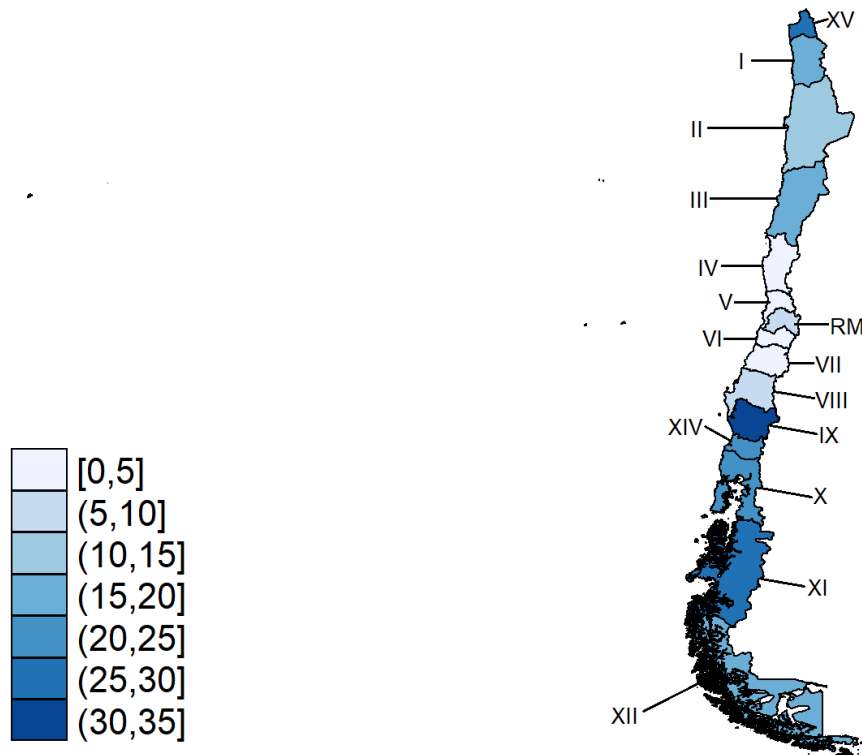 XV
I
II
III
IV
V
RM
VI
VII
VIII
XIV
IX
[0,5]
X
(5,10]
(10,15]
XI
(15,20]
(20,25]
(25,30]
XII
(30,35]